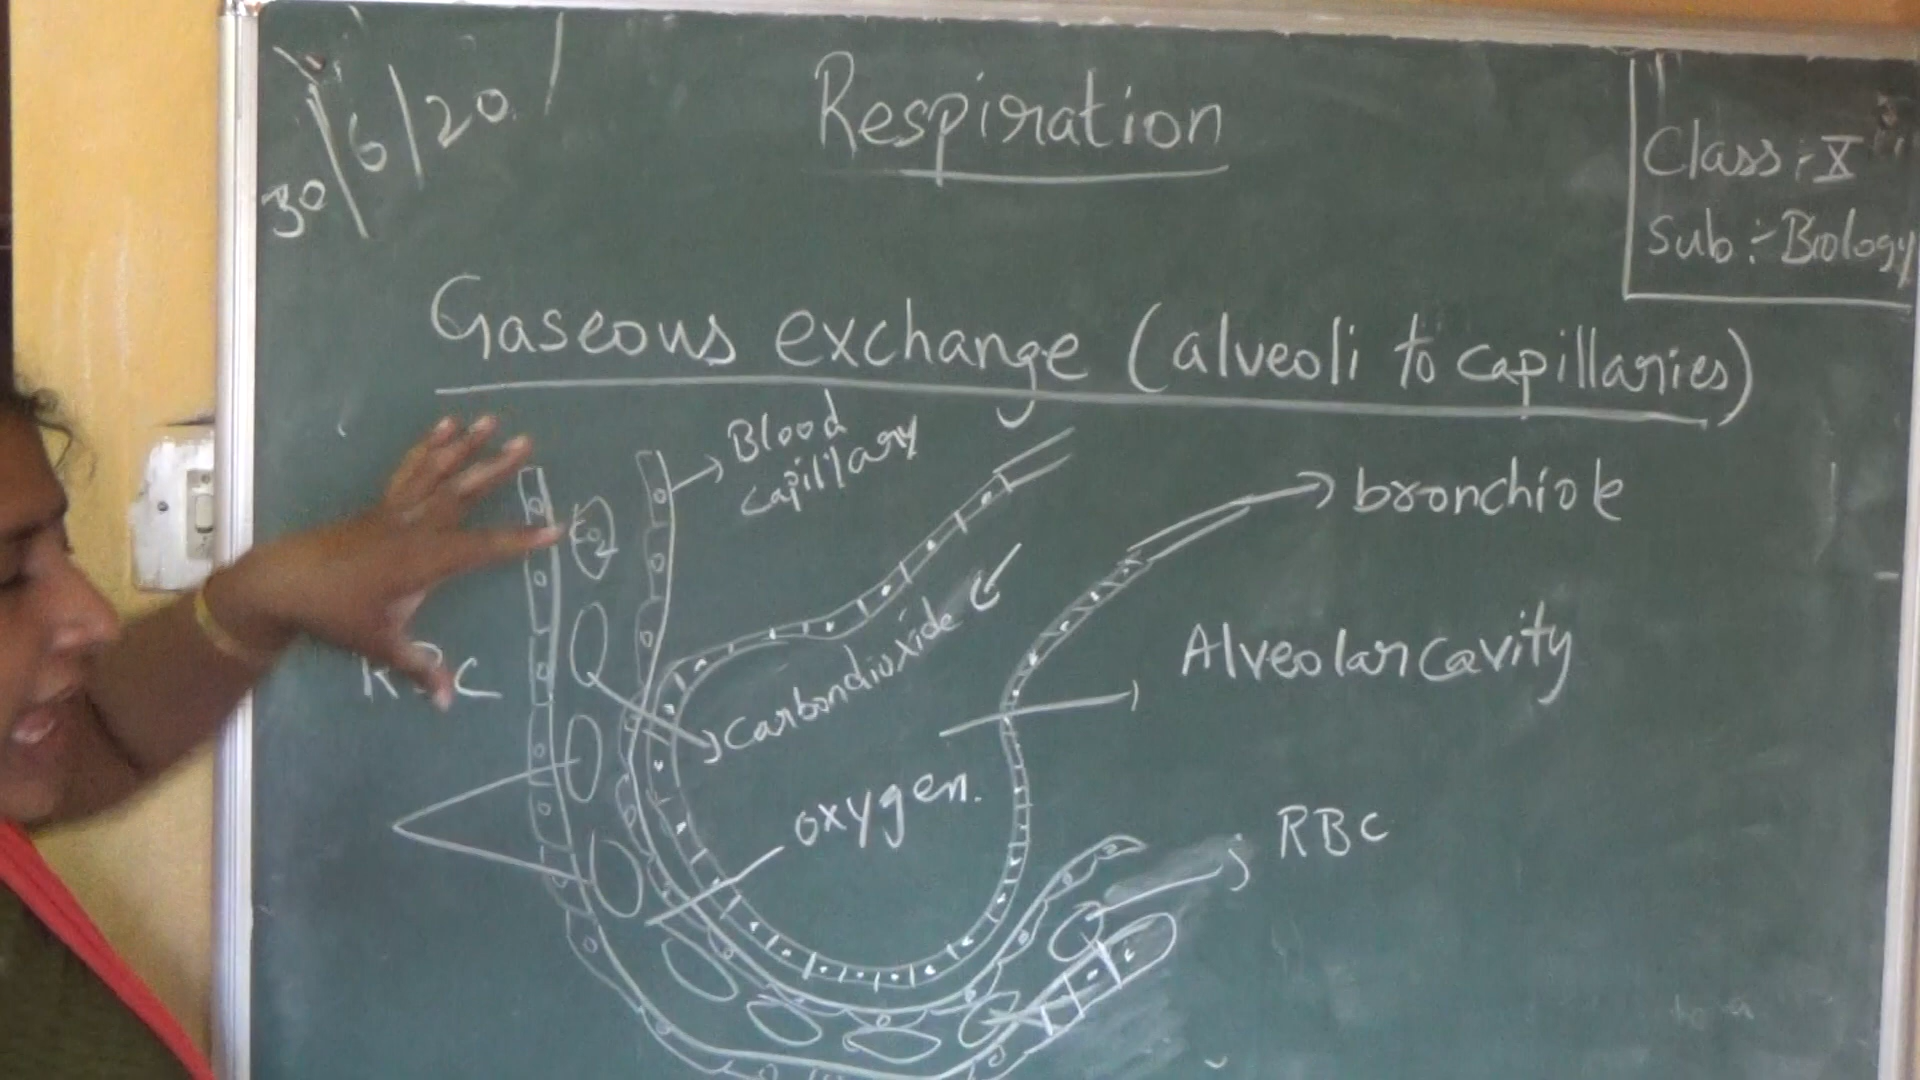 30/6/20
Respiration
Class :- X
Sub :- Biology
Gaseous exchange (alveoli to capillaries)
Blood
capillary
bronchiole
CO2
Alveolar cavity
RBC
carbondioxide
oxygen.
RBC